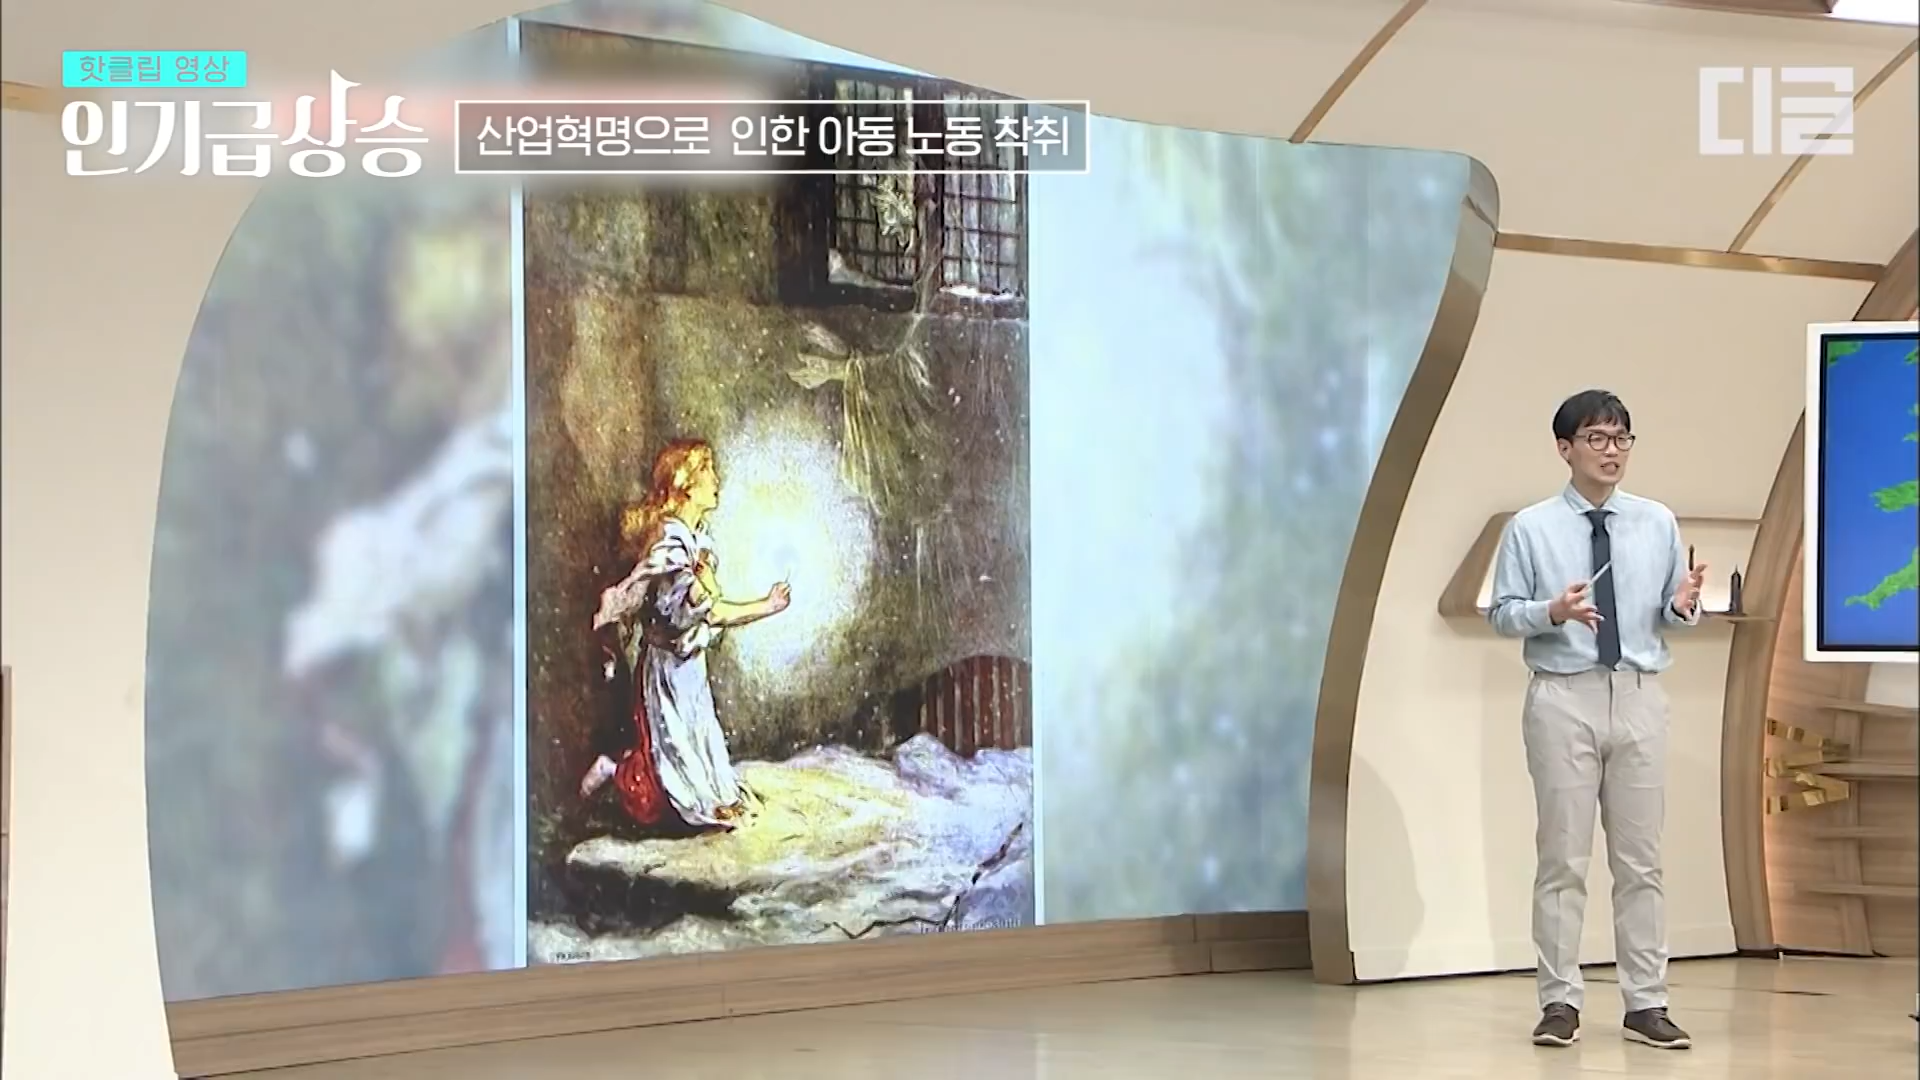 핫클립 영상
인기급상승
산업혁명으로 인한 아동 노동 착취
디글